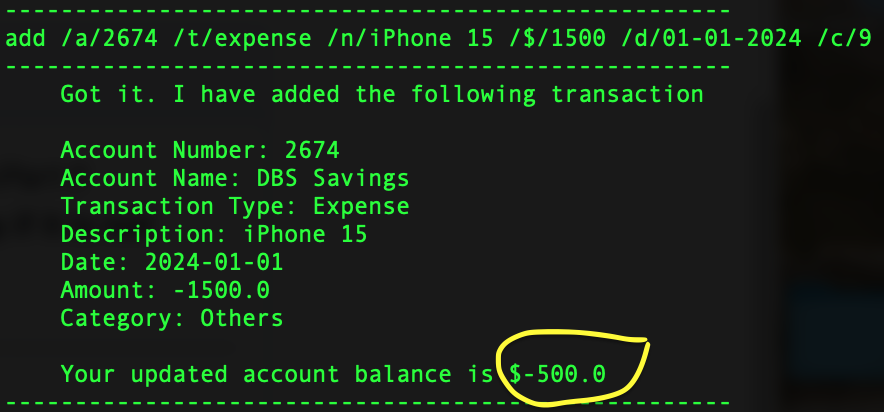 add /a/2674 /t/expense /n/iPhone 15 /$/1500 /d/01-01-2024 /c/9
Got it. I have added the following transaction
Account Number: 2674
Account Name: DBS Savings
Transaction Type: Expense
Description: iPhone 15
Date: 2024-01-01
Amount: -1500.0
Category: Others
Your updated account balance is $-500.0